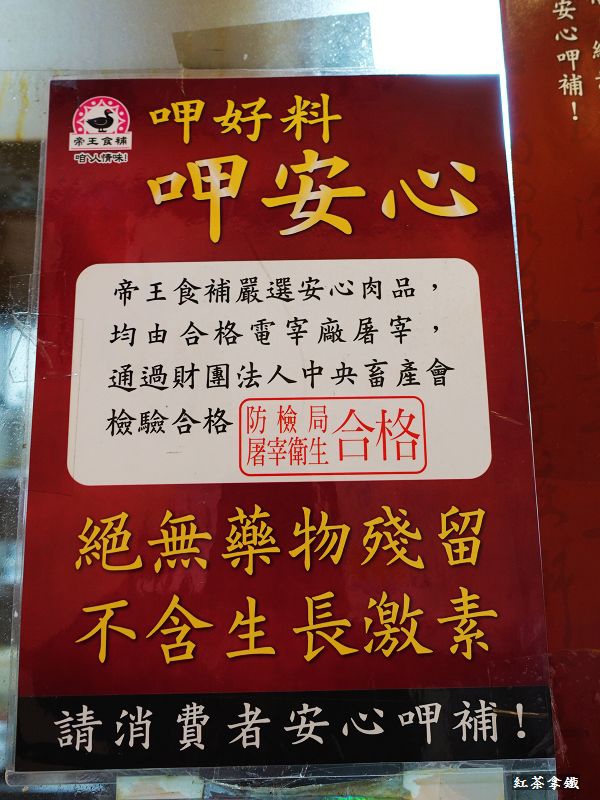 帝王食補
咱ㄟ人情味!
呷好料
呷安心
帝王食補嚴選安心肉品，
均由合格電宰廠屠宰，
通過財團法人中央畜產會
檢驗合格
防檢局
屠宰衛生
合格
絕無藥物殘留
不含生長激素
請消費者安心呷補！
安心呷補！
紅茶拿鐵